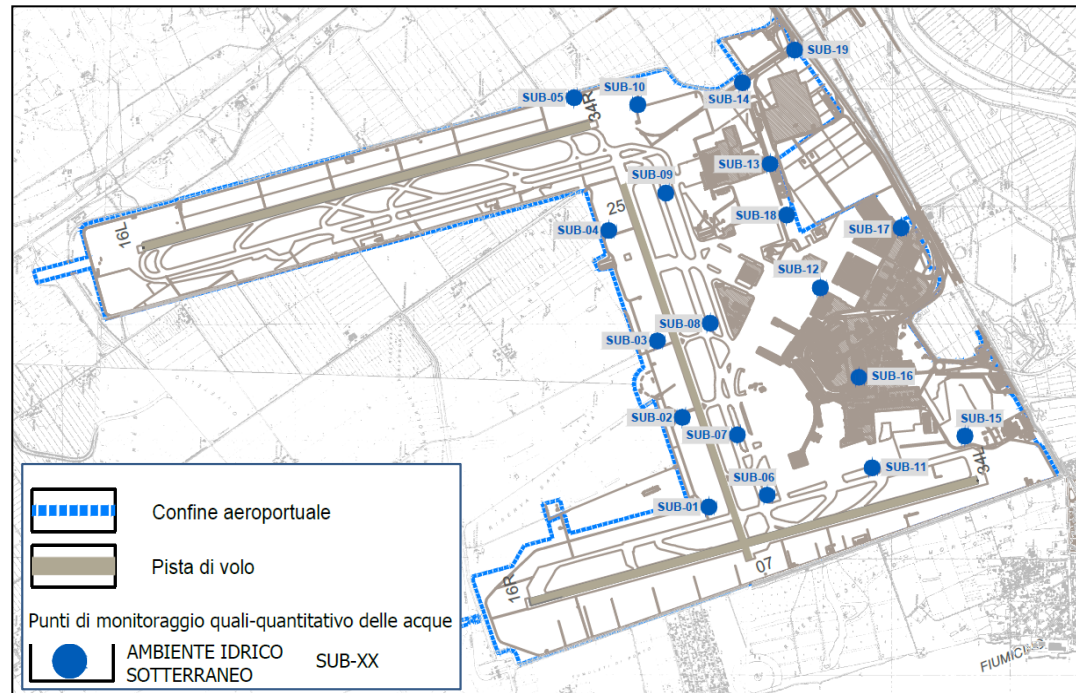 SUB-19
SUB-05
SUB-10
SUB-14
34R
SUB-13
SUB-09
25
SUB-18
SUB-04
SUB-17
16L
SUB-12
SUB-08
SUB-03
SUB-16
SUB-02
SUB-07
SUB-15
SUB-11
34L
SUB-06
SUB-01
07
16R
Confine aeroportuale
Pista di volo
Punti di monitoraggio quali-quantitativo delle acque
AMBIENTE IDRICO
SOTTERRANEO
SUB-XX